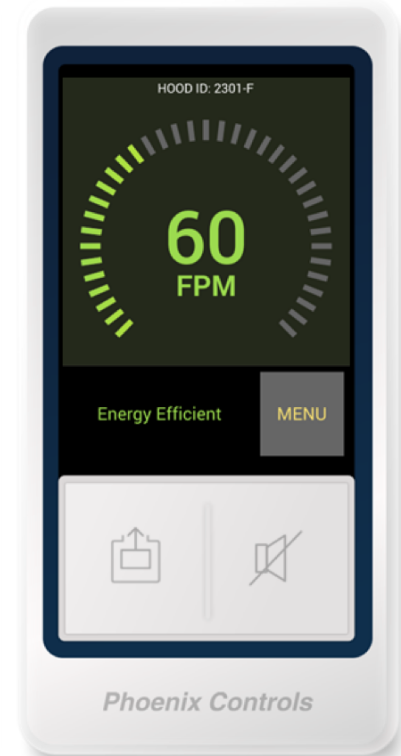 HOOD ID: 2301-F
60
FPM
Energy Efficient
MENU
Phoenix Controls